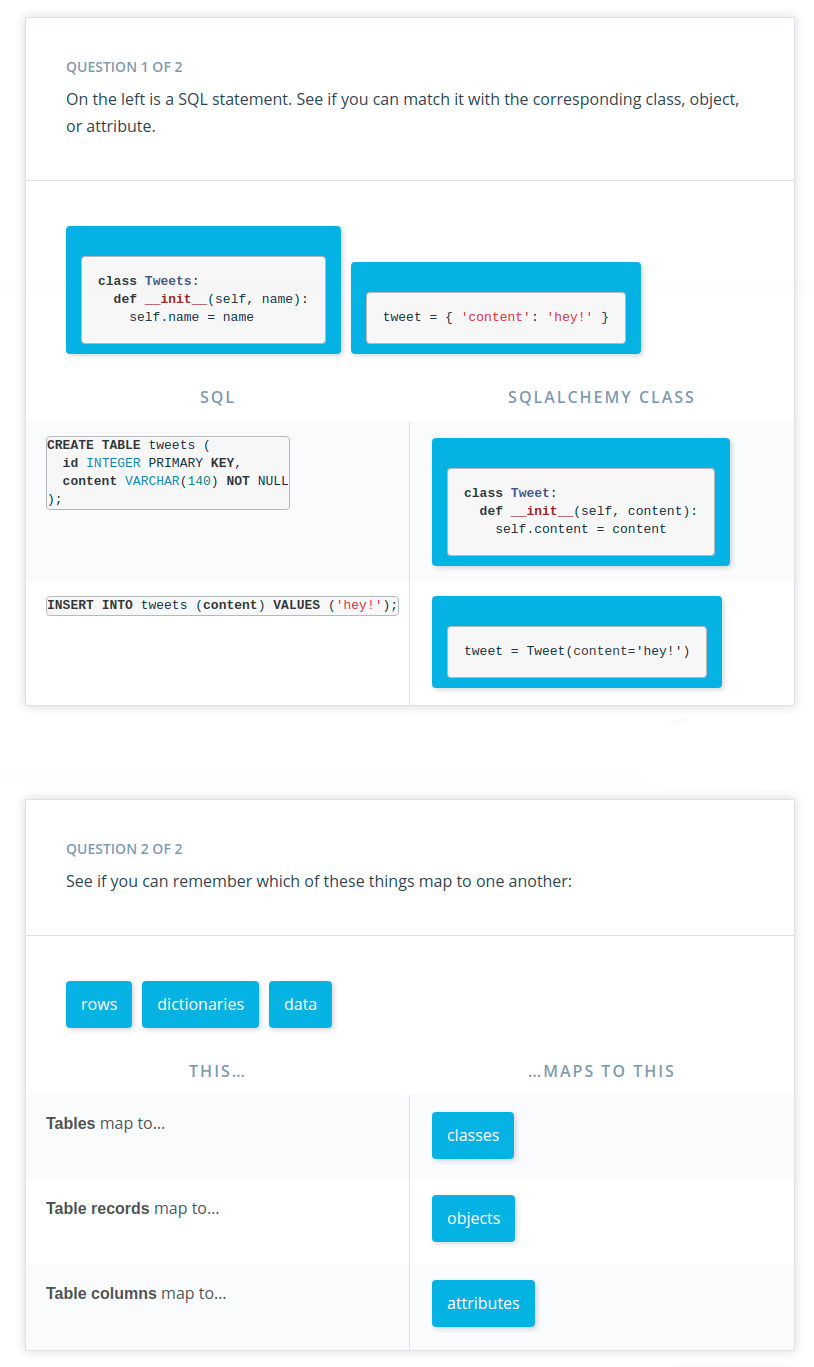 QUESTION 1 OF 2
On the left is a SQL statement. See if you can match it with the corresponding class, object,
or attribute.
class Tweets:
  def __init__(self, name):
    self.name = name
tweet = { 'content': 'hey!' }
SQL
SQLALCHEMY CLASS
CREATE TABLE tweets (
  id INTEGER PRIMARY KEY,
  content VARCHAR(140) NOT NULL
);
class Tweet:
  def __init__(self, content):
    self.content = content
INSERT INTO tweets (content) VALUES ('hey!');
tweet = Tweet(content='hey!')
QUESTION 2 OF 2
See if you can remember which of these things map to one another:
rows
dictionaries
data
THIS...
...MAPS TO THIS
Tables map to...
classes
Table records map to...
objects
Table columns map to...
attributes